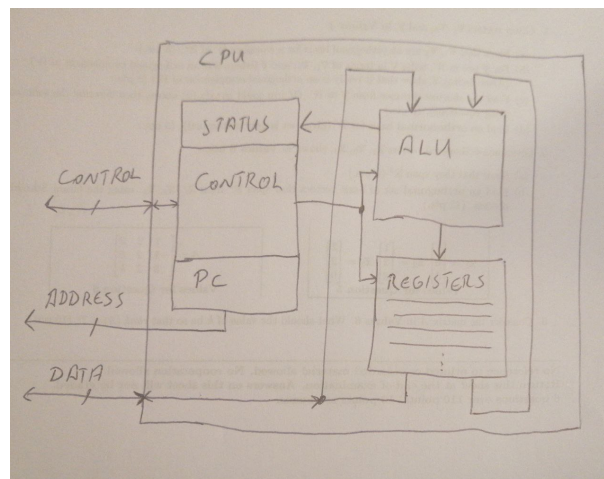 CPU
STATUS
ALU
CONTROL
CONTROL
PC
REGISTERS
ADDRESS
DATA